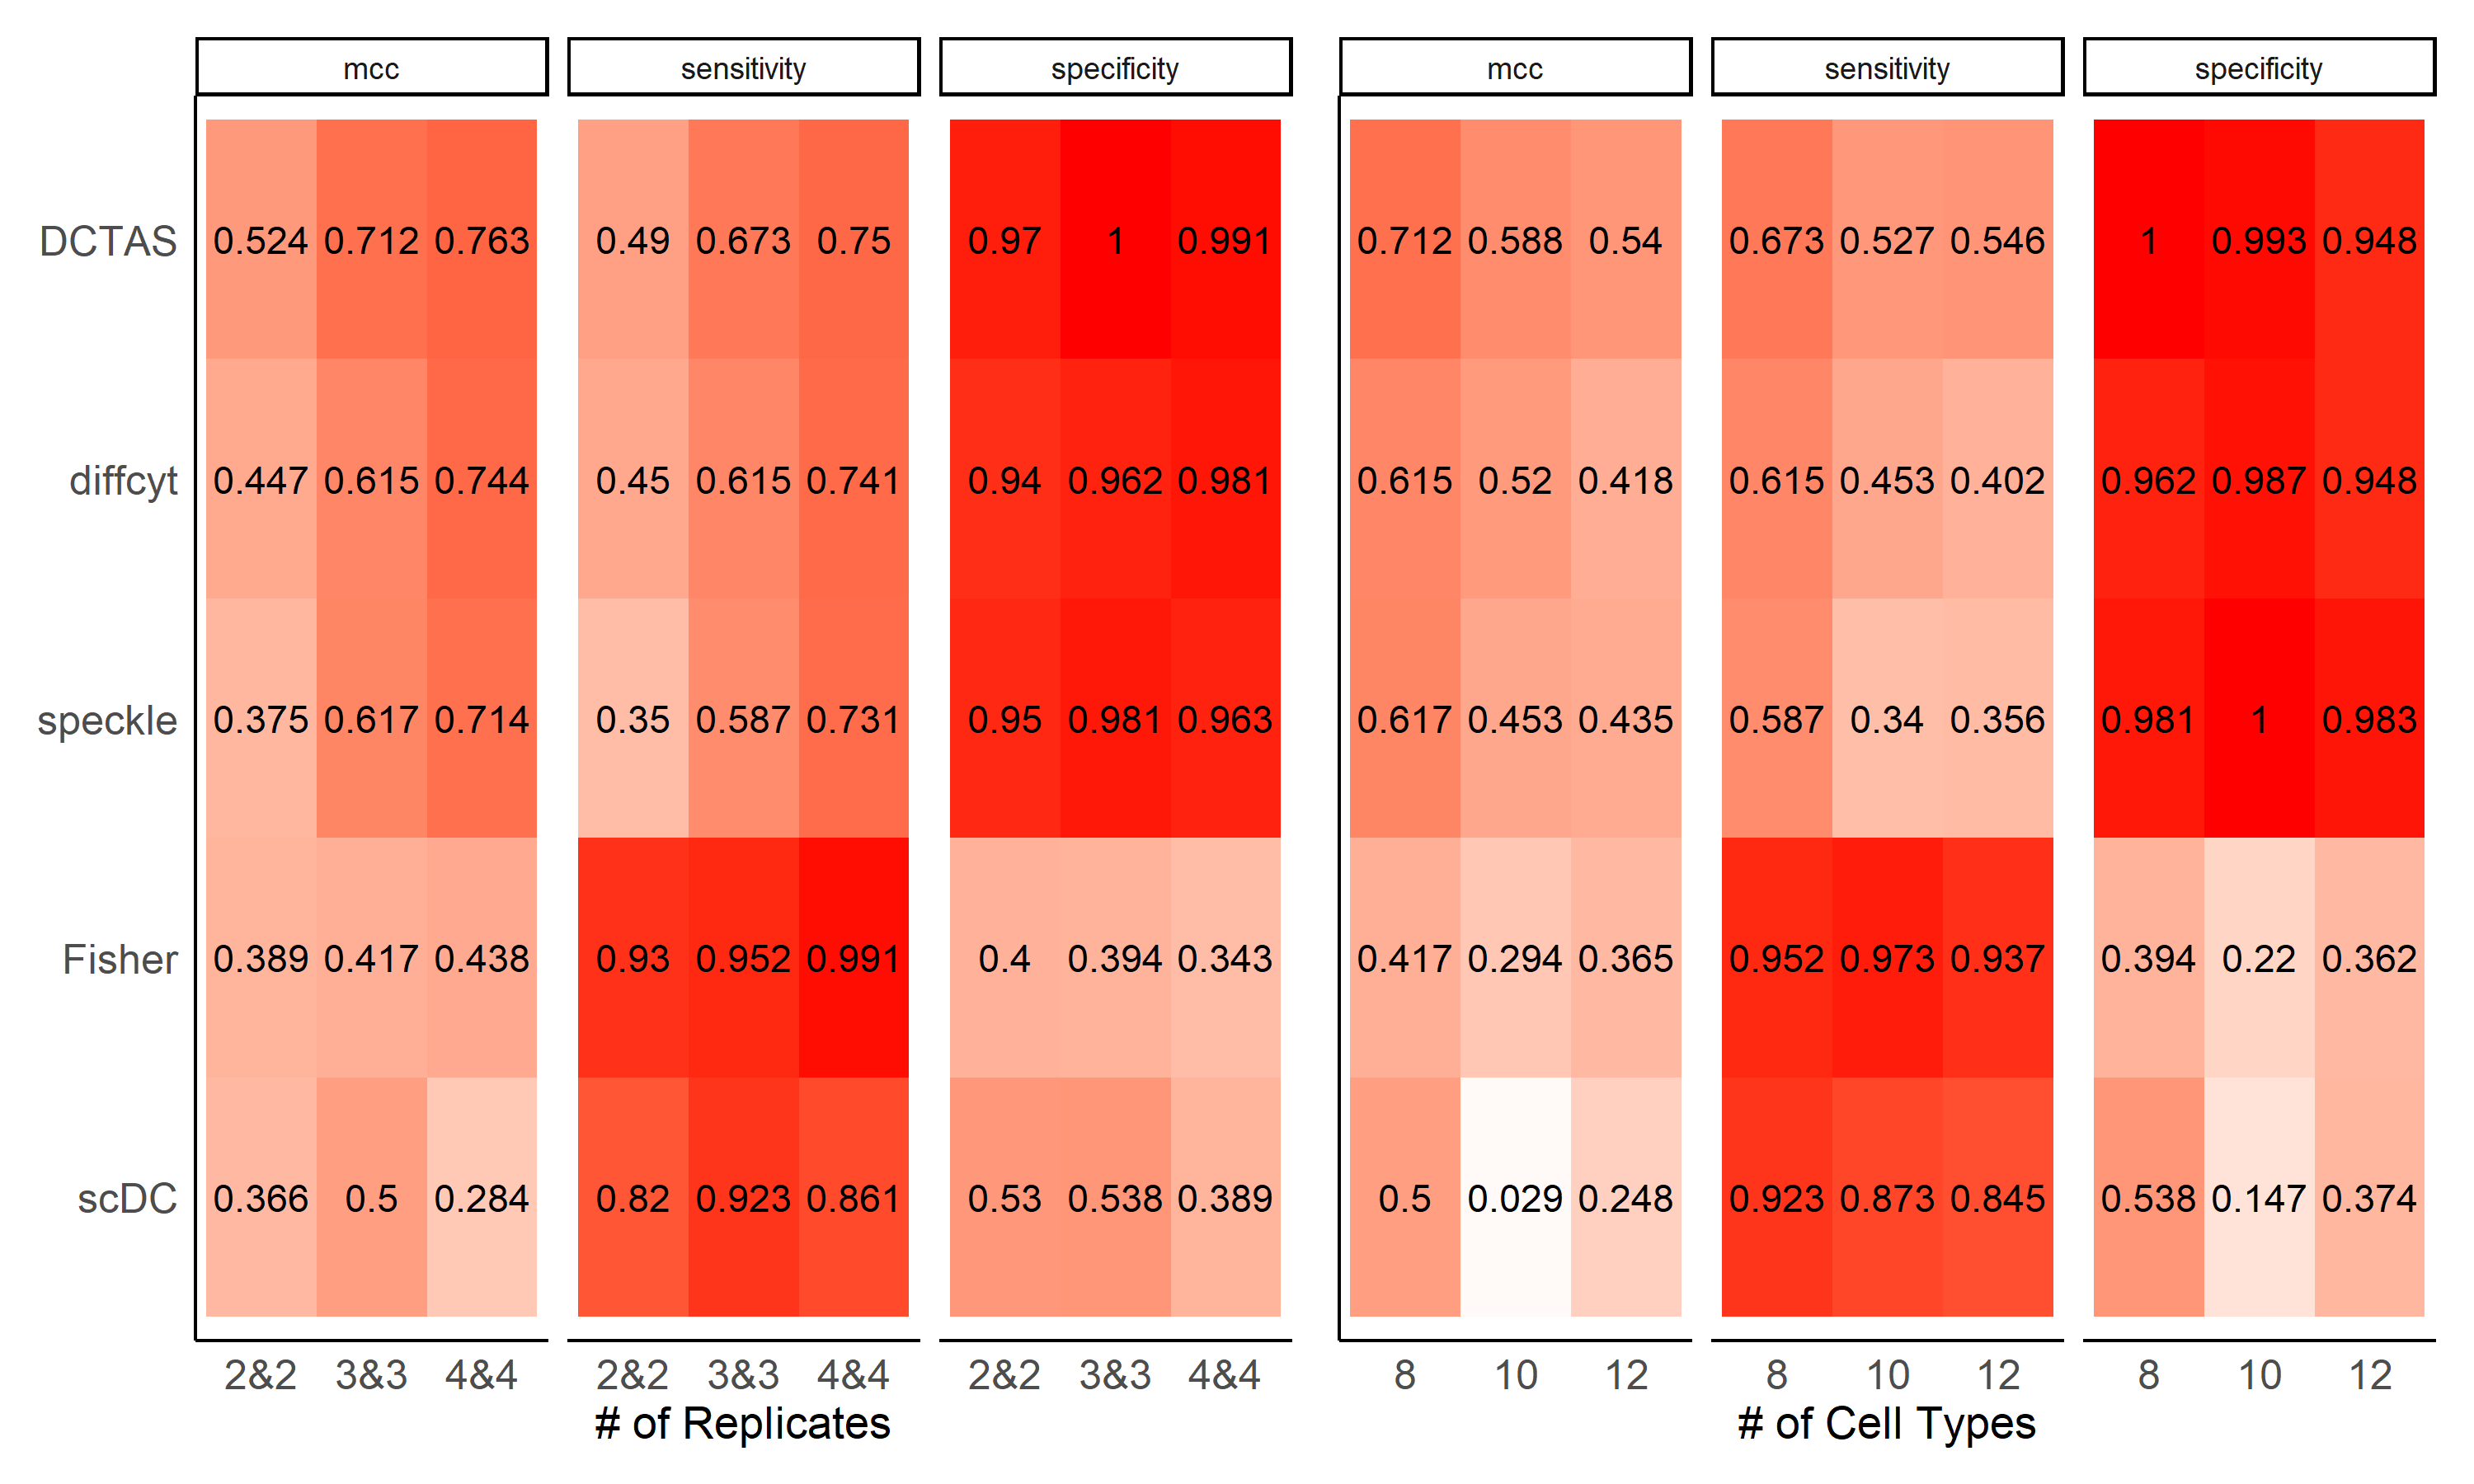 mcc sensitivity specificity mcc sensitivity specificity
DCTAS 0.524 0.712 0.763 0.49 0.673 0.75 0.97 1 0.991 0.712 0.588 0.54 0.673 0.527 0.546 1 0.993 0.948
diffcyt 0.447 0.615 0.744 0.45 0.615 0.741 0.94 0.962 0.981 0.615 0.52 0.418 0.615 0.453 0.402 0.962 0.987 0.948
speckle 0.375 0.617 0.714 0.35 0.587 0.731 0.95 0.981 0.963 0.617 0.453 0.435 0.587 0.34 0.356 0.981 1 0.983
Fisher 0.389 0.417 0.438 0.93 0.952 0.991 0.4 0.394 0.343 0.417 0.294 0.365 0.952 0.973 0.937 0.394 0.22 0.362
scDC 0.366 0.5 0.284 0.82 0.923 0.861 0.53 0.538 0.389 0.5 0.029 0.248 0.923 0.873 0.845 0.538 0.147 0.374
2&2 3&3 4&4 2&2 3&3 4&4 2&2 3&3 4&4 8 10 12 8 10 12 8 10 12
# of Replicates # of Cell Types